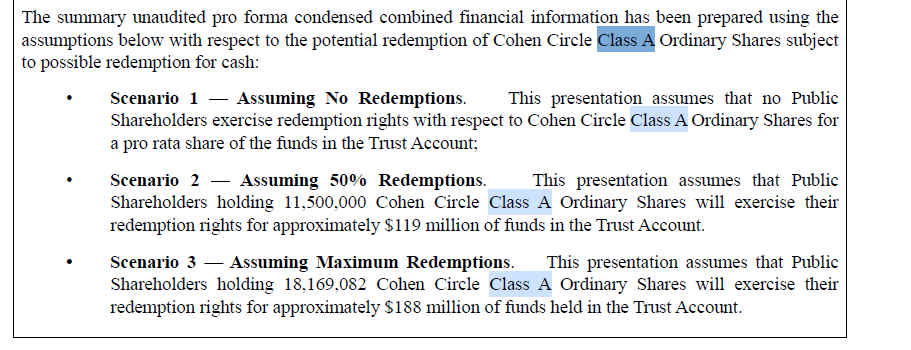 The summary unaudited pro forma condensed combined financial information has been prepared using the
assumptions below with respect to the potential redemption of Cohen Circle Class A Ordinary Shares subject
to possible redemption for cash:
• Scenario 1 — Assuming No Redemptions. This presentation assumes that no Public
Shareholders exercise redemption rights with respect to Cohen Circle Class A Ordinary Shares for
a pro rata share of the funds in the Trust Account;
• Scenario 2 — Assuming 50% Redemptions. This presentation assumes that Public
Shareholders holding 11,500,000 Cohen Circle Class A Ordinary Shares will exercise their
redemption rights for approximately $119 million of funds in the Trust Account.
• Scenario 3 — Assuming Maximum Redemptions. This presentation assumes that Public
Shareholders holding 18,169,082 Cohen Circle Class A Ordinary Shares will exercise their
redemption rights for approximately $188 million of funds held in the Trust Account.